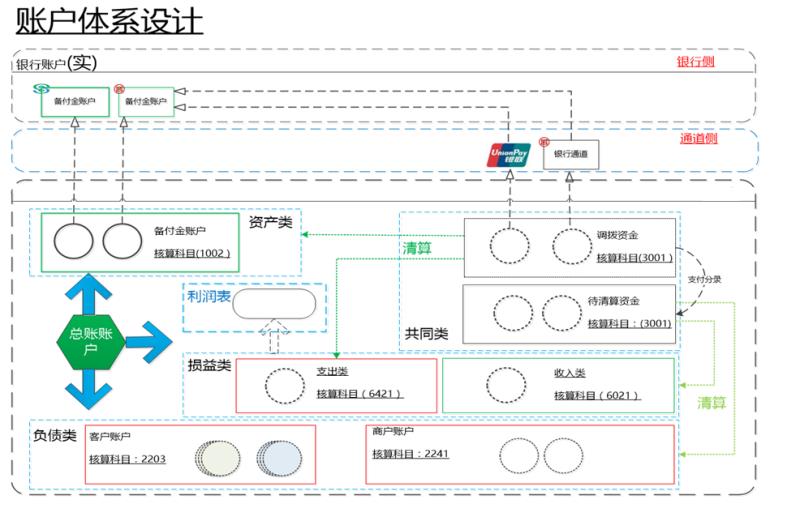 账户体系设计
银行账户(实)
银行侧
备付金账户
备付金账户
通道侧
UnionPay
银联
银行通道
备付金账户
核算科目(1002）
资产类
清算
调拨资金
核算科目(3001）
支付分录
利润表
待清算资金
核算科目：(3001)
共同类
总账账
户
损益类
支出类
核算科目（6421）
收入类
核算科目（6021）
清算
负债类
客户账户
核算科目：2203
商户账户
核算科目：2241